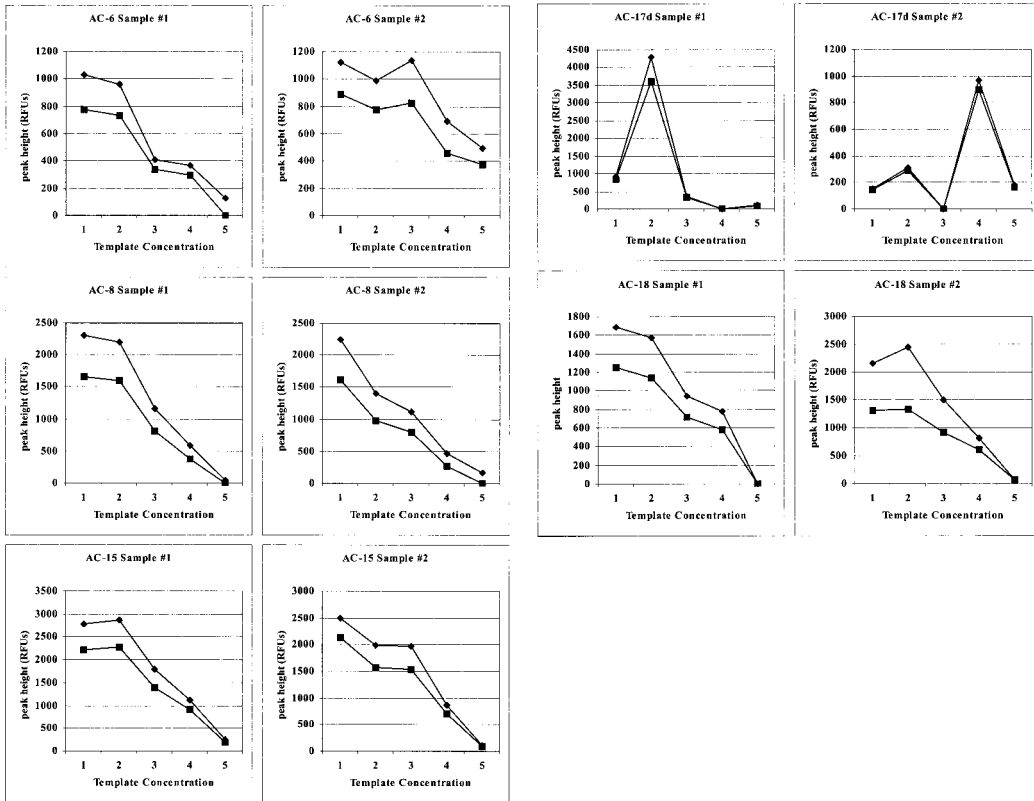 AC-6 Sample #1
peak height (RFUs)
1200
1000
800
600
400
200
0
1 2 3 4 5
Template Concentration
AC-6 Sample #2
peak height (RFUs)
1200
1000
800
600
400
200
0
1 2 3 4 5
Template Concentration
AC-17d Sample #1
peak height (RFUs)
4500
4000
3500
3000
2500
2000
1500
1000
500
0
1 2 3 4 5
Template Concentration
AC-17d Sample #2
peak height (RFUs)
1200
1000
800
600
400
200
0
1 2 3 4 5
Template Concentration
AC-8 Sample #1
peak height (RFUs)
2500
2000
1500
1000
500
0
1 2 3 4 5
Template Concentration
AC-8 Sample #2
peak height (RFUs)
2500
2000
1500
1000
500
0
1 2 3 4 5
Template Concentration
AC-18 Sample #1
peak height
1800
1600
1400
1200
1000
800
600
400
200
0
1 2 3 4 5
Template Concentration
AC-18 Sample #2
peak height (RFUs)
3000
2500
2000
1500
1000
500
0
1 2 3 4 5
Template Concentration
AC-15 Sample #1
peak height (RFUs)
3500
3000
2500
2000
1500
1000
500
0
1 2 3 4 5
Template Concentration
AC-15 Sample #2
peak height (RFUs)
3000
2500
2000
1500
1000
500
0
1 2 3 4 5
Template Concentration